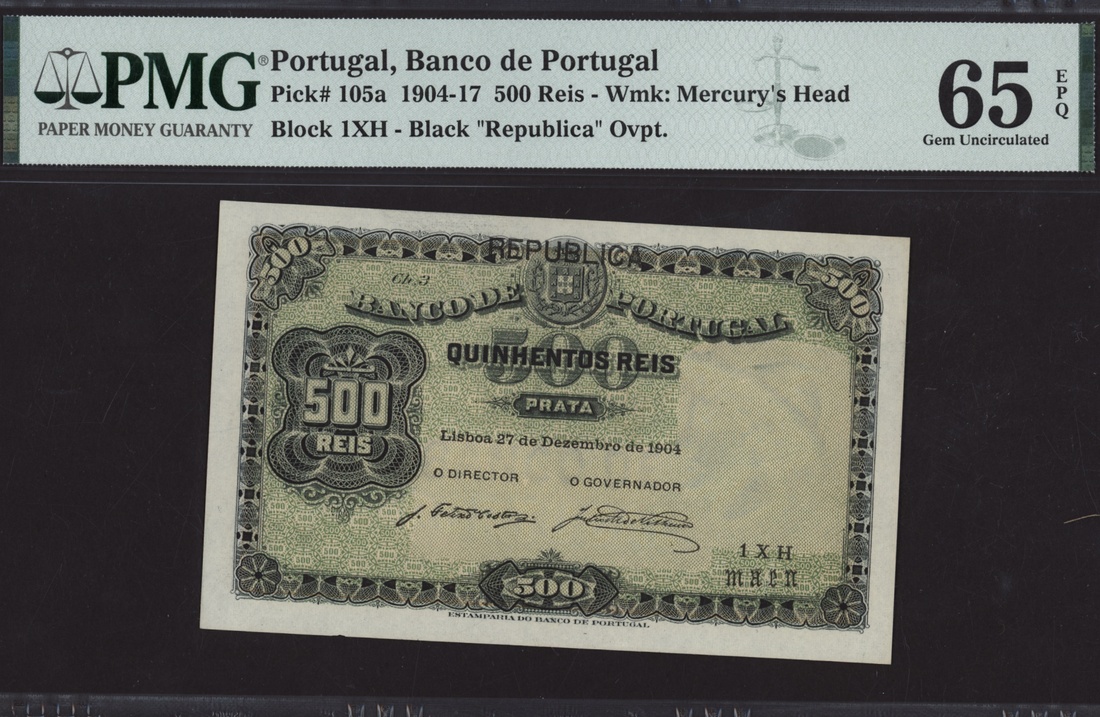 PMG®
PAPER MONEY GUARANTY
Portugal, Banco de Portugal
Pick# 105a 1904-17 500 Reis - Wmk: Mercury's Head
Block 1XH - Black "Republica" Ovpt.
65 EPQ
Gem Uncirculated
REPUBLICA
500
500
Ch 3
BANCO DE PORTUGAL
500
QUINHENTOS REIS
PRATA
500
REIS
Lisboa 27 de Dezembro de 1904
O DIRECTOR O GOVERNADOR
1 X H
maen
500
ESTAMPARIA DO BANCO DE PORTUGAL